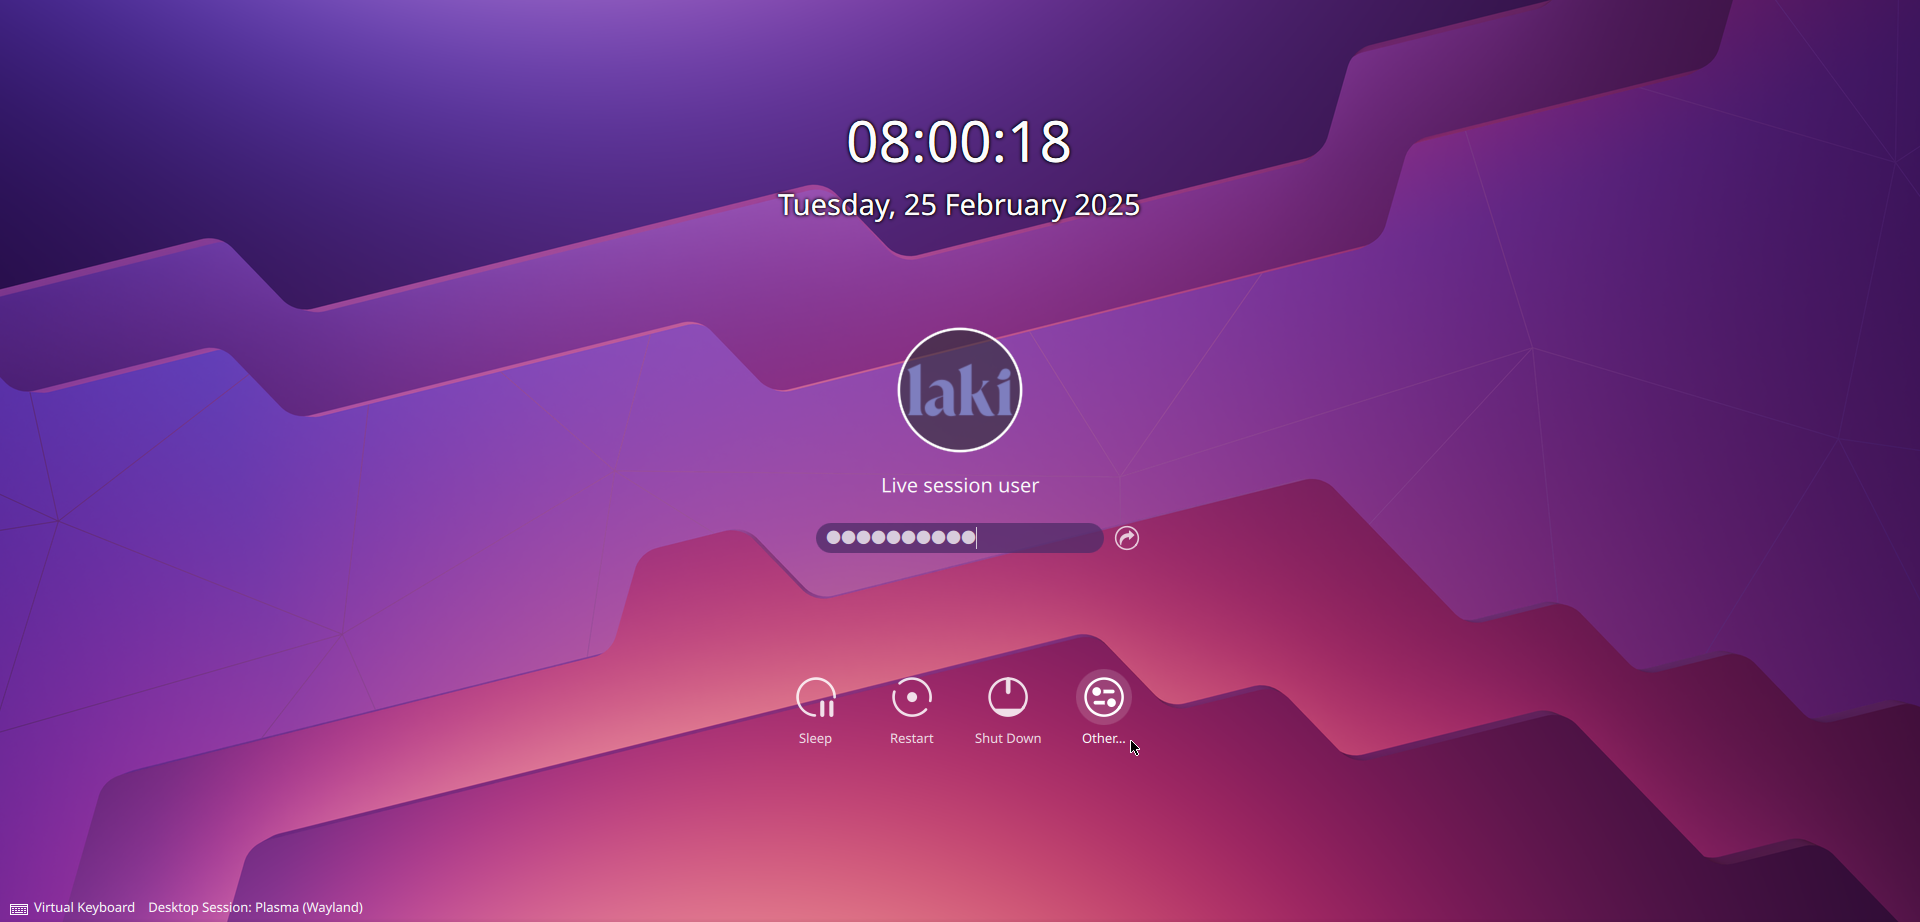 08:00:18
Tuesday, 25 February 2025
laki
Live session user
Sleep
Restart
Shut Down
Other...
Virtual Keyboard
Desktop Session: Plasma (Wayland)